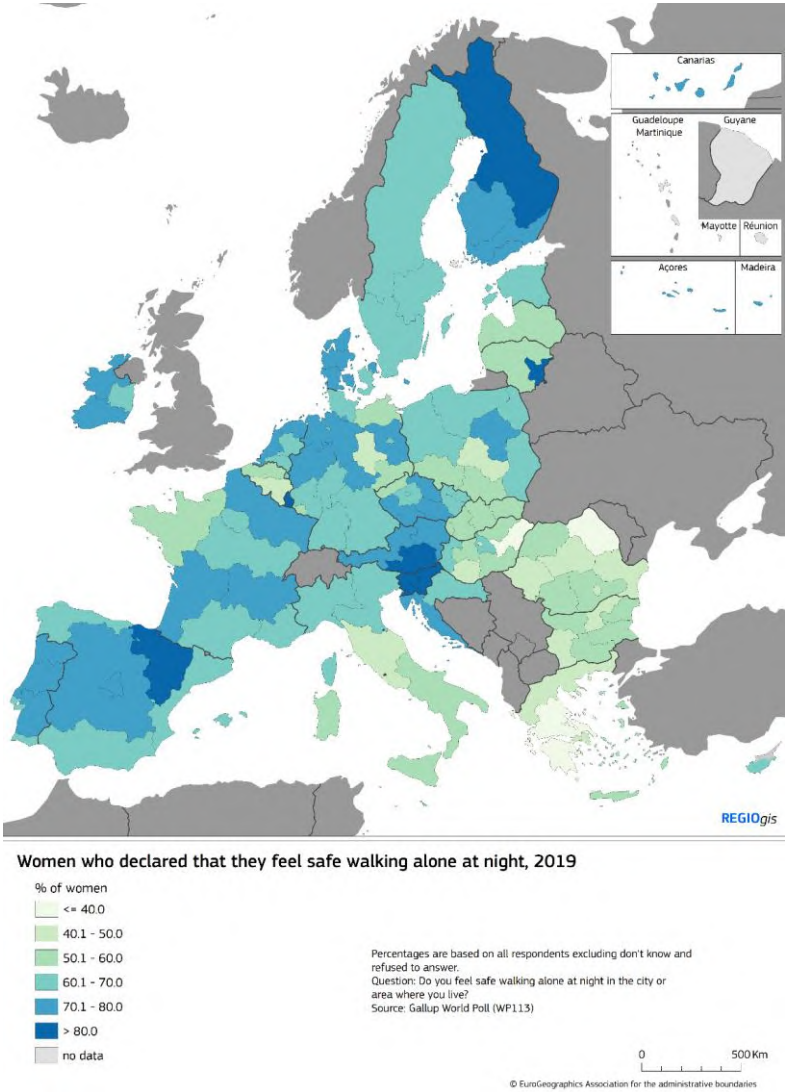 Canarias
Guadeloupe
Martinique
Guyane
Mayotte
Réunion
Açores
Madeira
REGIOgis
Women who declared that they feel safe walking alone at night, 2019
% of women
<= 40.0
40.1 - 50.0
50.1 - 60.0
60.1 - 70.0
70.1 - 80.0
> 80.0
no data
Percentages are based on all respondents excluding don't know and
refused to answer.
Question: Do you feel safe walking alone at night in the city or
area where you live?
Source: Gallup World Poll (WP113)
0 500 Km
© EuroGeographics Association for the administrative boundaries